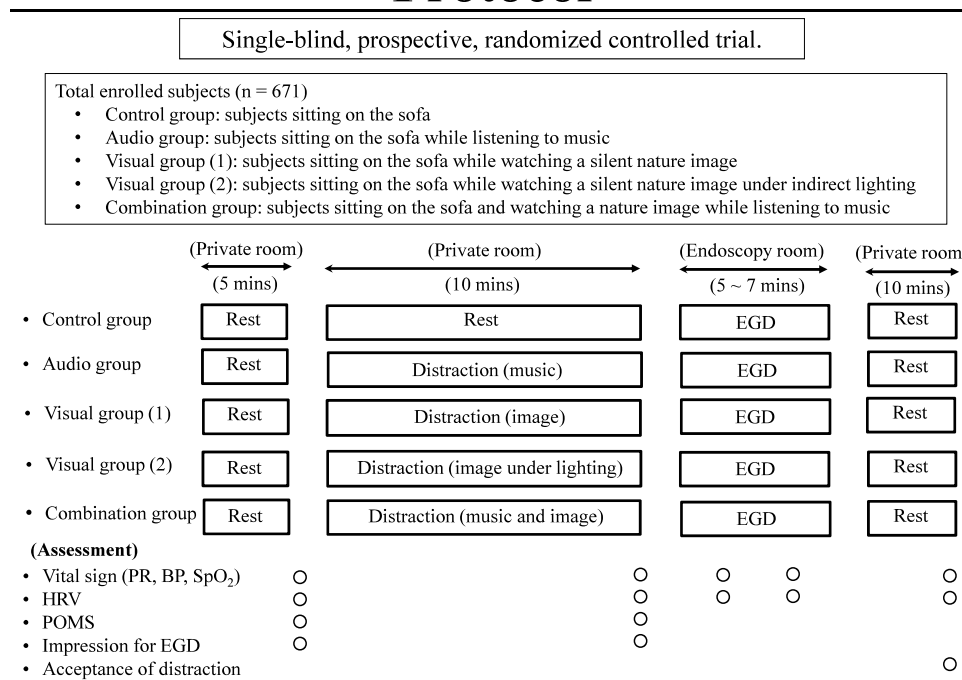 Protocol
Single-blind, prospective, randomized controlled trial.
Total enrolled subjects (n = 671)
• Control group: subjects sitting on the sofa
• Audio group: subjects sitting on the sofa while listening to music
• Visual group (1): subjects sitting on the sofa while watching a silent nature image
• Visual group (2): subjects sitting on the sofa while watching a silent nature image under indirect lighting
• Combination group: subjects sitting on the sofa and watching a nature image while listening to music
(Private room) (Private room) (Endoscopy room) (Private room
(5 mins) (10 mins) (5 ~ 7 mins) (10 mins)
• Control group Rest Rest EGD Rest
• Audio group Rest Distraction (music) EGD Rest
• Visual group (1) Rest Distraction (image) EGD Rest
• Visual group (2) Rest Distraction (image under lighting) EGD Rest
• Combination group Rest Distraction (music and image) EGD Rest
(Assessment)
• Vital sign (PR, BP, SpO₂)
• HRV
• POMS
• Impression for EGD
• Acceptance of distraction